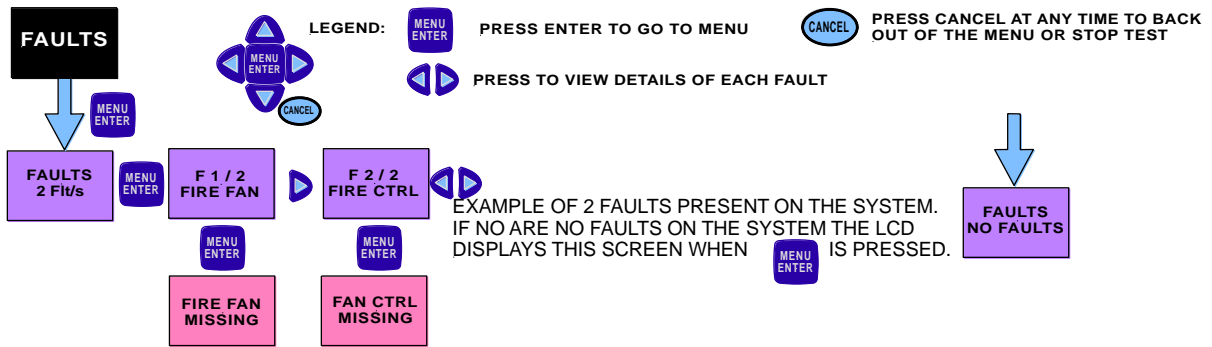 FAULTS
MENU
ENTER
CANCEL
LEGEND:
MENU
ENTER
PRESS ENTER TO GO TO MENU
PRESS TO VIEW DETAILS OF EACH FAULT
CANCEL
PRESS CANCEL AT ANY TIME TO BACK
OUT OF THE MENU OR STOP TEST
MENU
ENTER
FAULTS
2 Flt/s
MENU
ENTER
F 1 / 2
FIRE FAN
F 2 / 2
FIRE CTRL
MENU
ENTER
MENU
ENTER
FIRE FAN
MISSING
FAN CTRL
MISSING
EXAMPLE OF 2 FAULTS PRESENT ON THE SYSTEM.
IF NO ARE NO FAULTS ON THE SYSTEM THE LCD
DISPLAYS THIS SCREEN WHEN MENU ENTER IS PRESSED.
FAULTS
NO FAULTS